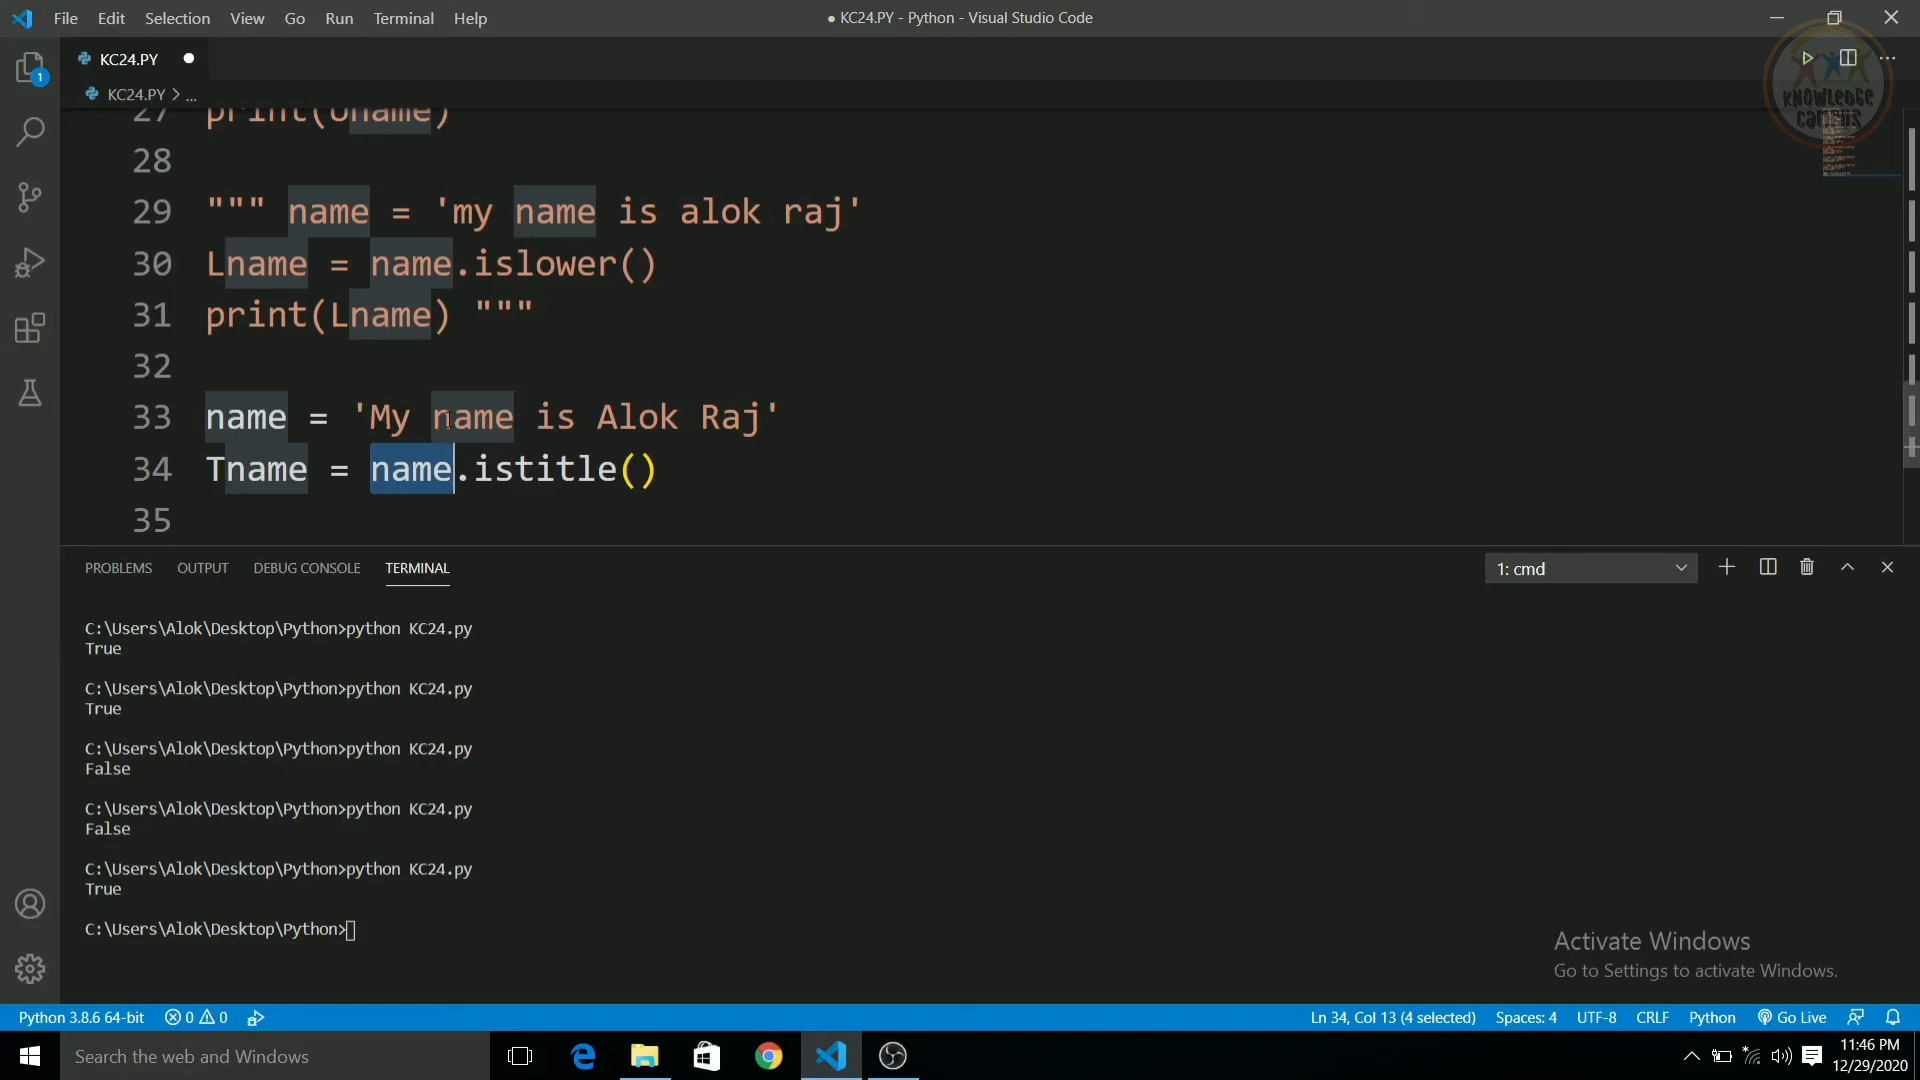 File Edit Selection View Go Run Terminal Help
● KC24.PY - Python - Visual Studio Code
KC24.PY
KC24.PY > ...
KNOWLEDGE
CAMPUS
27 print(Uname)
28
29 """ name = 'my name is alok raj'
30 Lname = name.islower()
31 print(Lname) """
32
33 name = 'My name is Alok Raj'
34 Tname = name.istitle()
35
PROBLEMS OUTPUT DEBUG CONSOLE TERMINAL
1: cmd
C:\Users\Alok\Desktop\Python>python KC24.py
True
C:\Users\Alok\Desktop\Python>python KC24.py
True
C:\Users\Alok\Desktop\Python>python KC24.py
False
C:\Users\Alok\Desktop\Python>python KC24.py
False
C:\Users\Alok\Desktop\Python>python KC24.py
True
C:\Users\Alok\Desktop\Python>
Activate Windows
Go to Settings to activate Windows.
1
Python 3.8.6 64-bit 0 0 Ln 34, Col 13 (4 selected) Spaces: 4 UTF-8 CRLF Python Go Live
Search the web and Windows
11:46 PM
12/29/2020